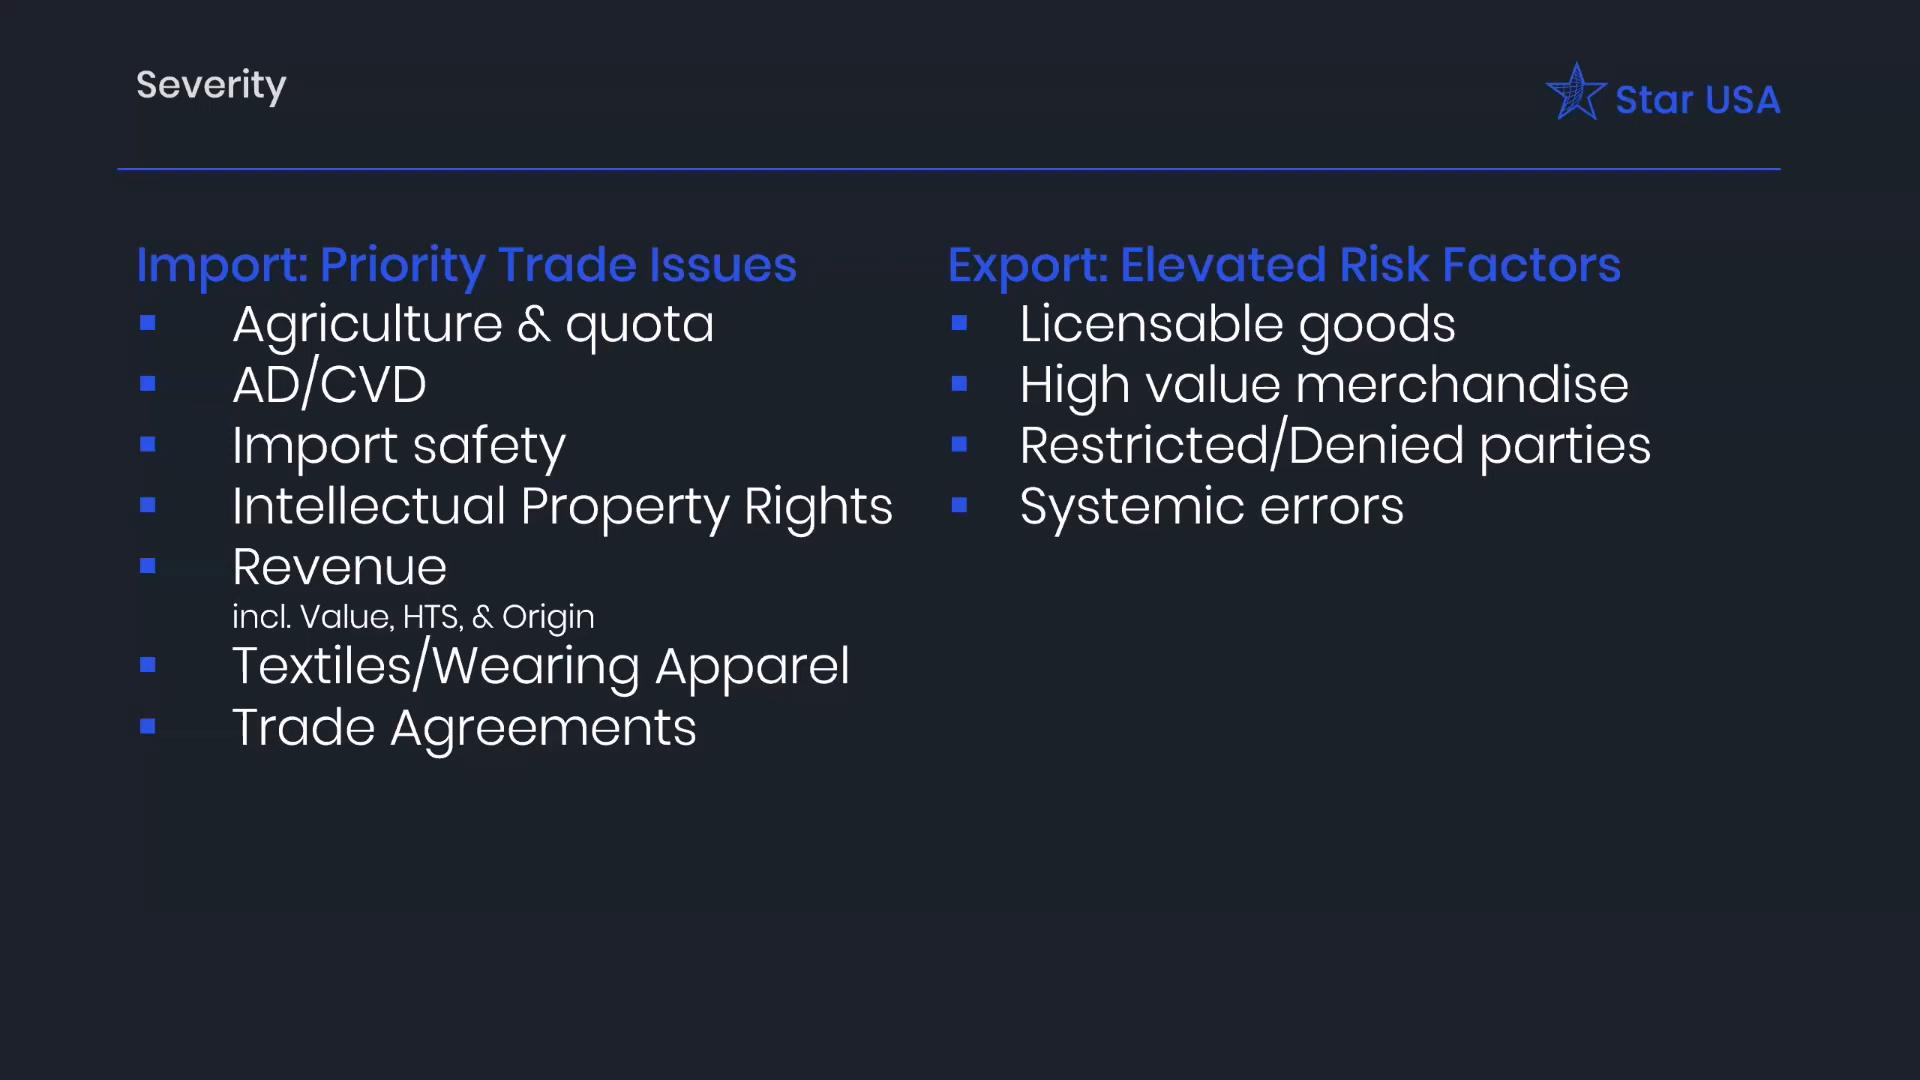 Severity
Star USA
Import: Priority Trade Issues
Agriculture & quota
AD/CVD
Import safety
Intellectual Property Rights
Revenue
incl. Value, HTS, & Origin
Textiles/Wearing Apparel
Trade Agreements
Export: Elevated Risk Factors
Licensable goods
High value merchandise
Restricted/Denied parties
Systemic errors